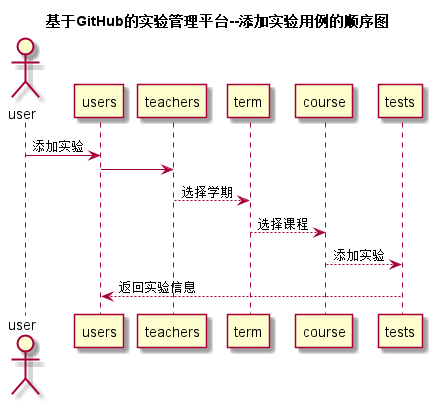 基于GitHub的实验管理平台--添加实验用例的顺序图
user
users
teachers
term
course
tests
添加实验
选择学期
选择课程
添加实验
返回实验信息
user
users
teachers
term
course
tests